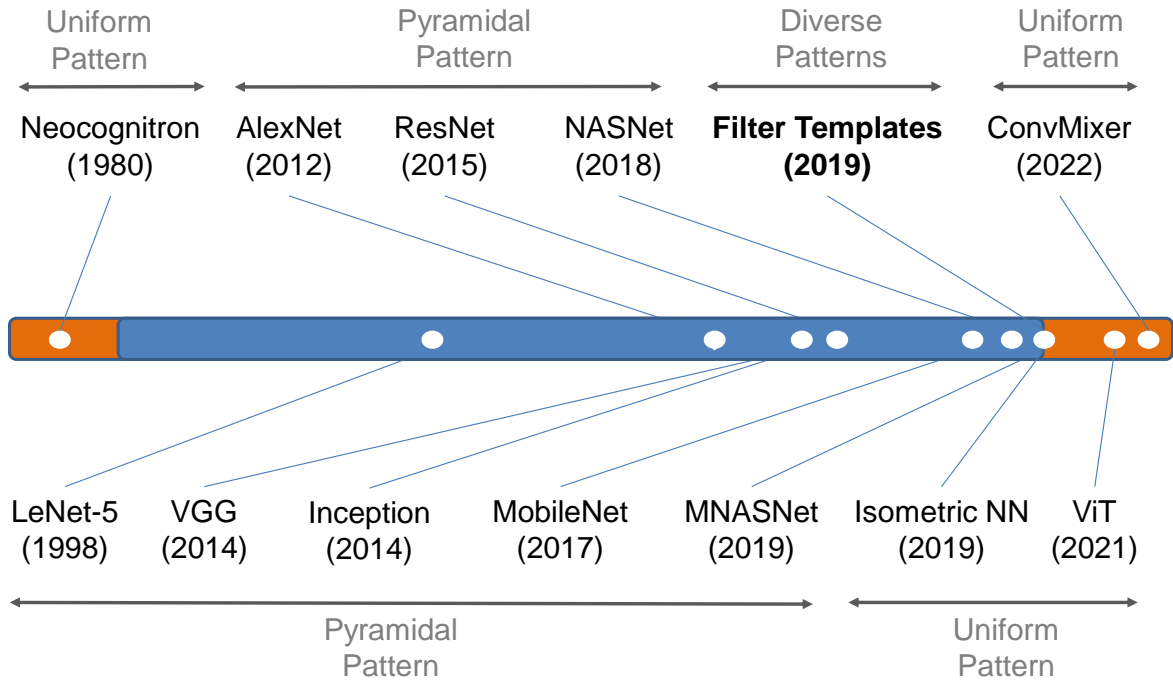 Uniform
Pattern
Pyramidal
Pattern
Diverse
Patterns
Uniform
Pattern
Neocognitron
(1980)
AlexNet
(2012)
ResNet
(2015)
NASNet
(2018)
Filter Templates
(2019)
ConvMixer
(2022)
LeNet-5
(1998)
VGG
(2014)
Inception
(2014)
MobileNet
(2017)
MNASNet
(2019)
Isometric NN
(2019)
ViT
(2021)
Pyramidal
Pattern
Uniform
Pattern